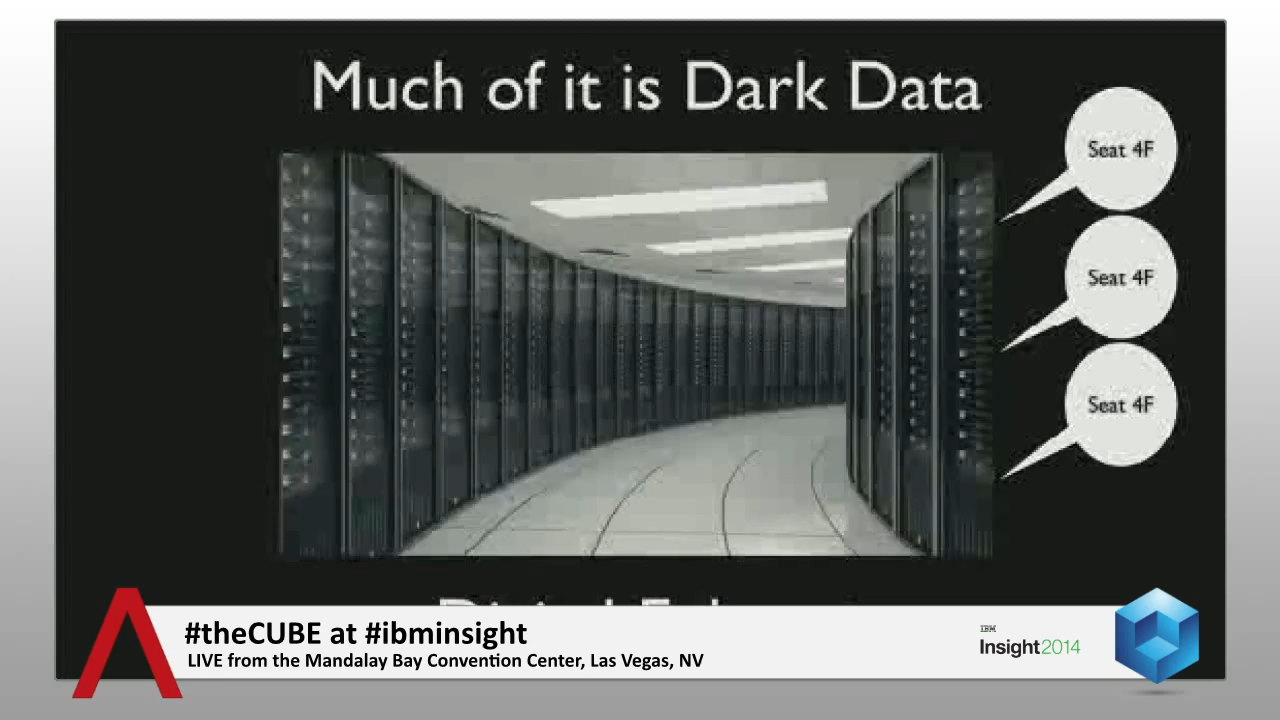 Much of it is Dark Data
Seat 4F
Seat 4F
Seat 4F
#theCUBE at #ibminsight
LIVE from the Mandalay Bay Convention Center, Las Vegas, NV
IBM
Insight2014